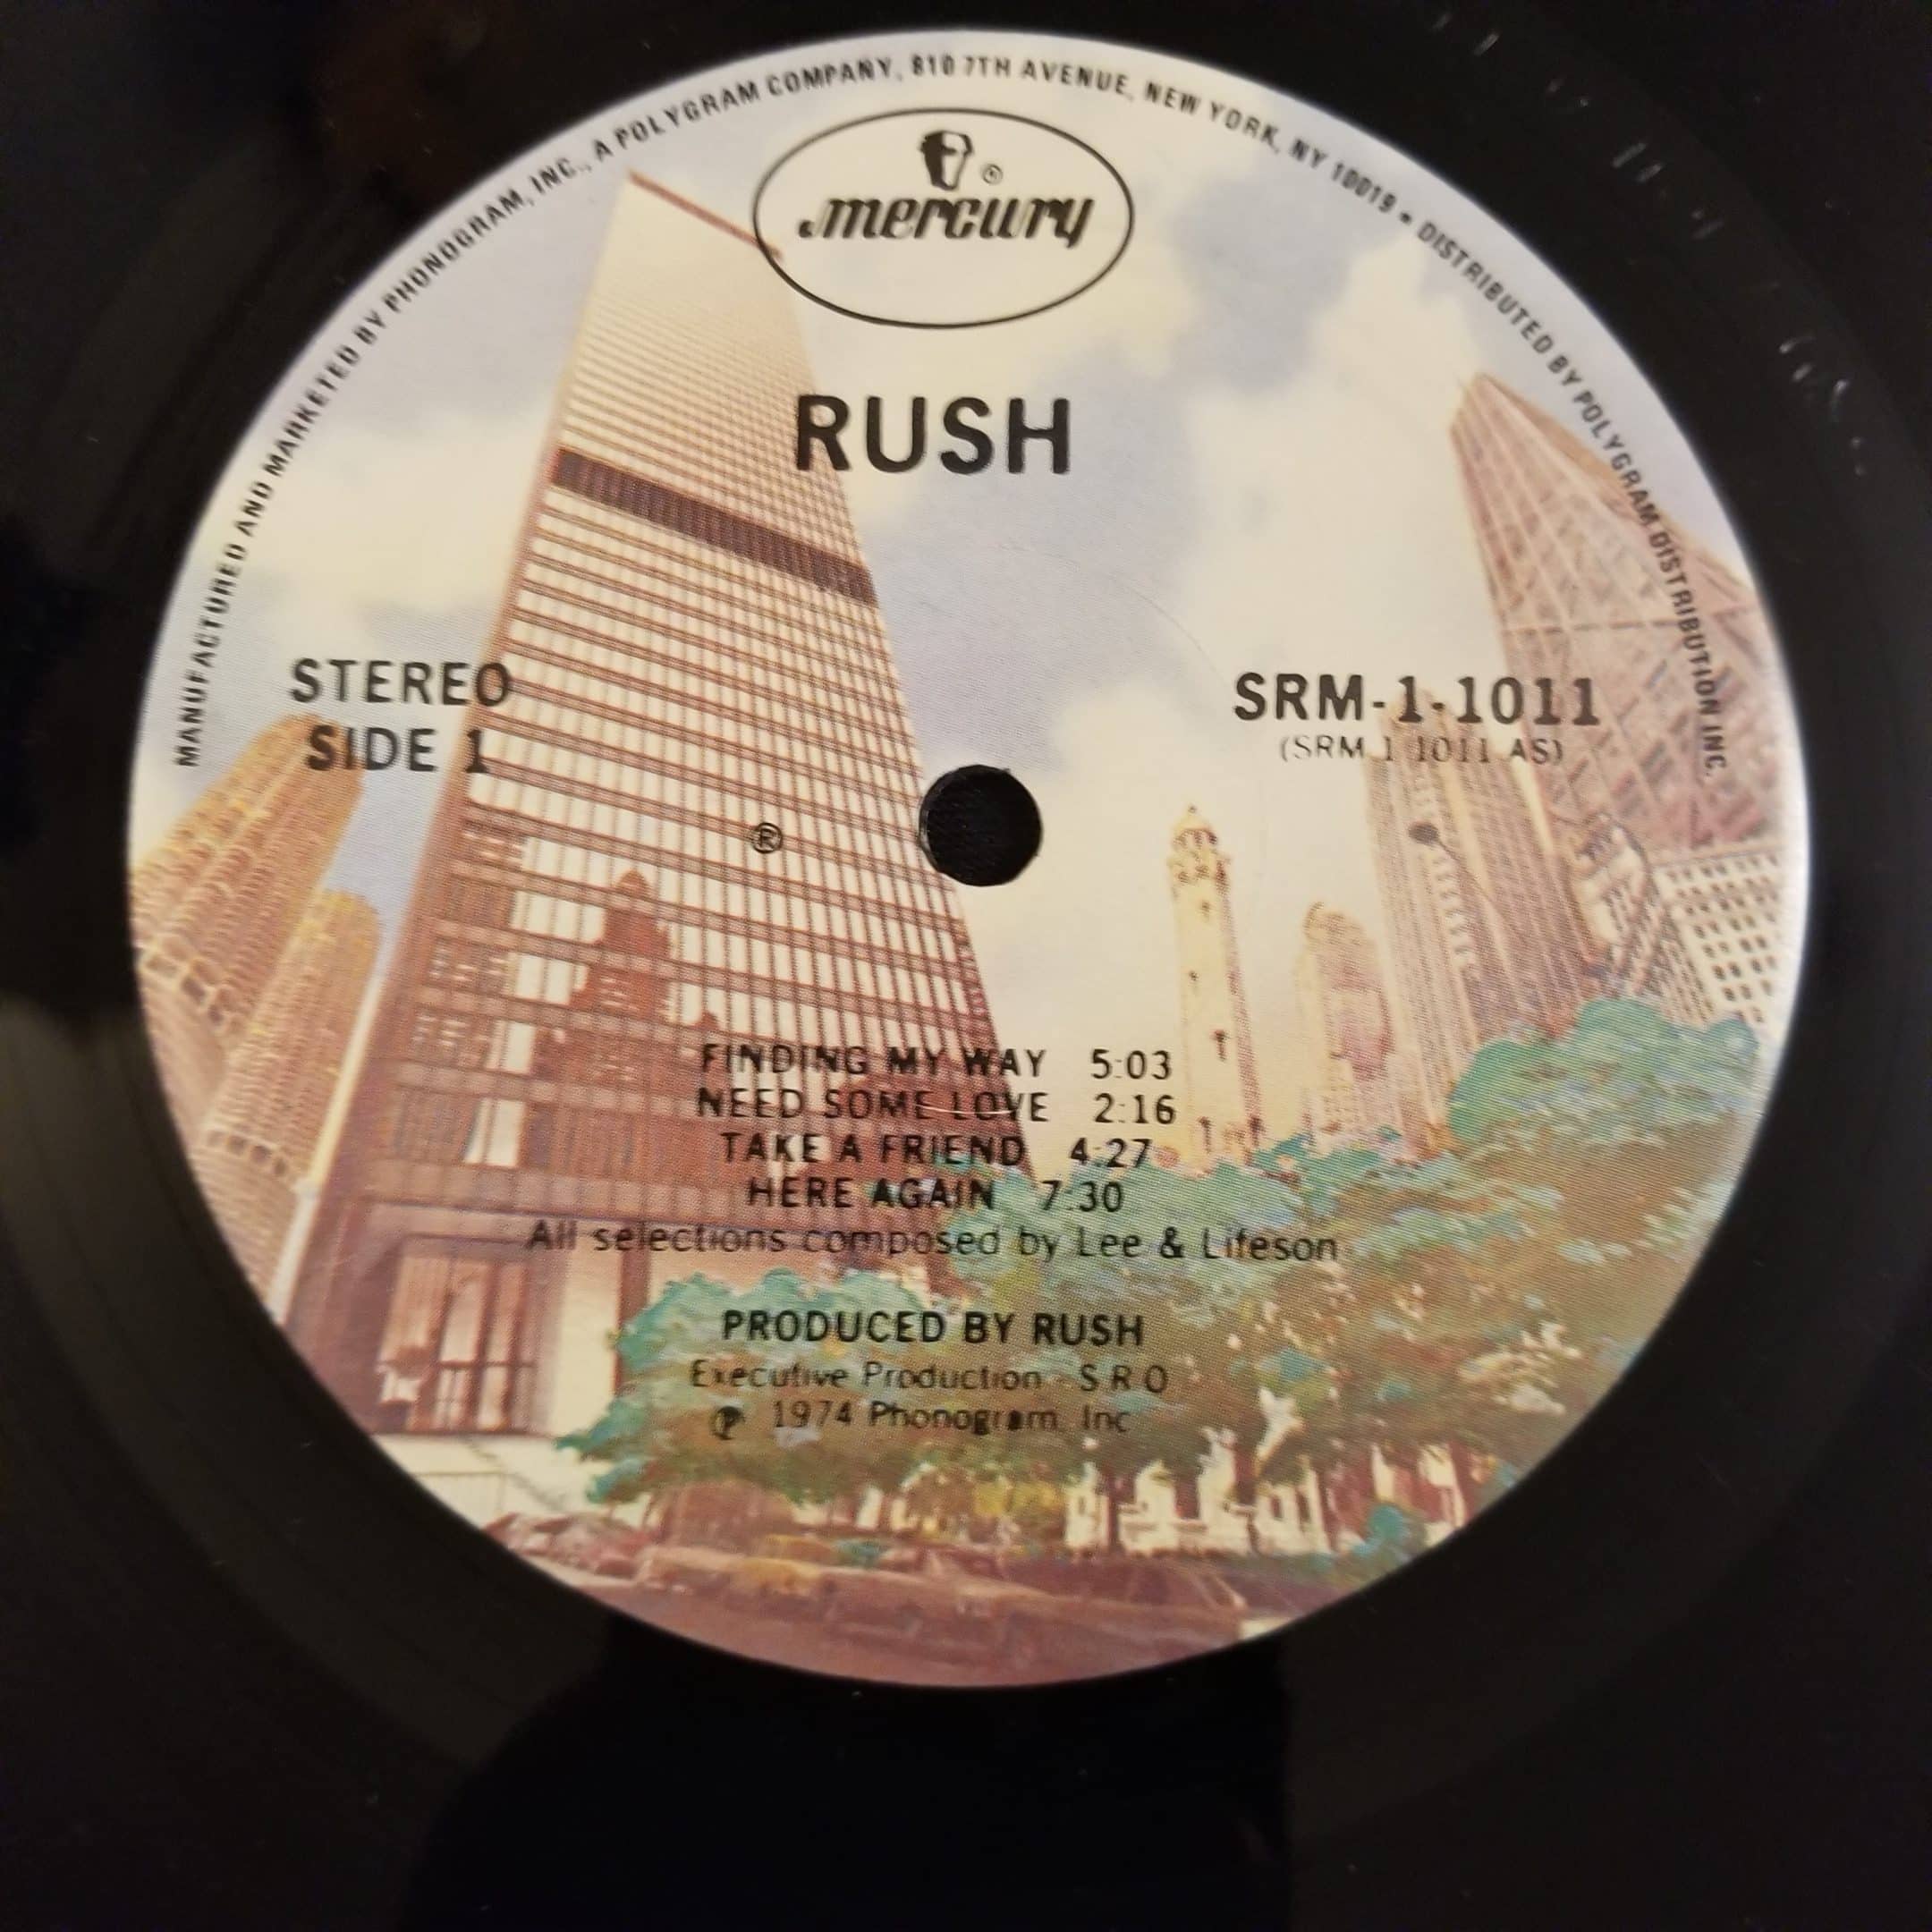 MANUFACTURED AND MARKETED BY PHONOGRAM, INC., A POLYGRAM COMPANY, 810 7TH AVENUE, NEW YORK, NY 10019 • DISTRIBUTED BY POLYGRAM DISTRIBUTION INC.
®
mercury
RUSH
STEREO
SIDE 1
SRM-1-1011
(SRM 1 1011 AS)
®
FINDING MY WAY 5:03
NEED SOME LOVE 2:16
TAKE A FRIEND 4:27
HERE AGAIN 7:30
All selections composed by Lee & Lifeson
PRODUCED BY RUSH
Executive Production - S R O
℗ 1974 Phonogram, Inc